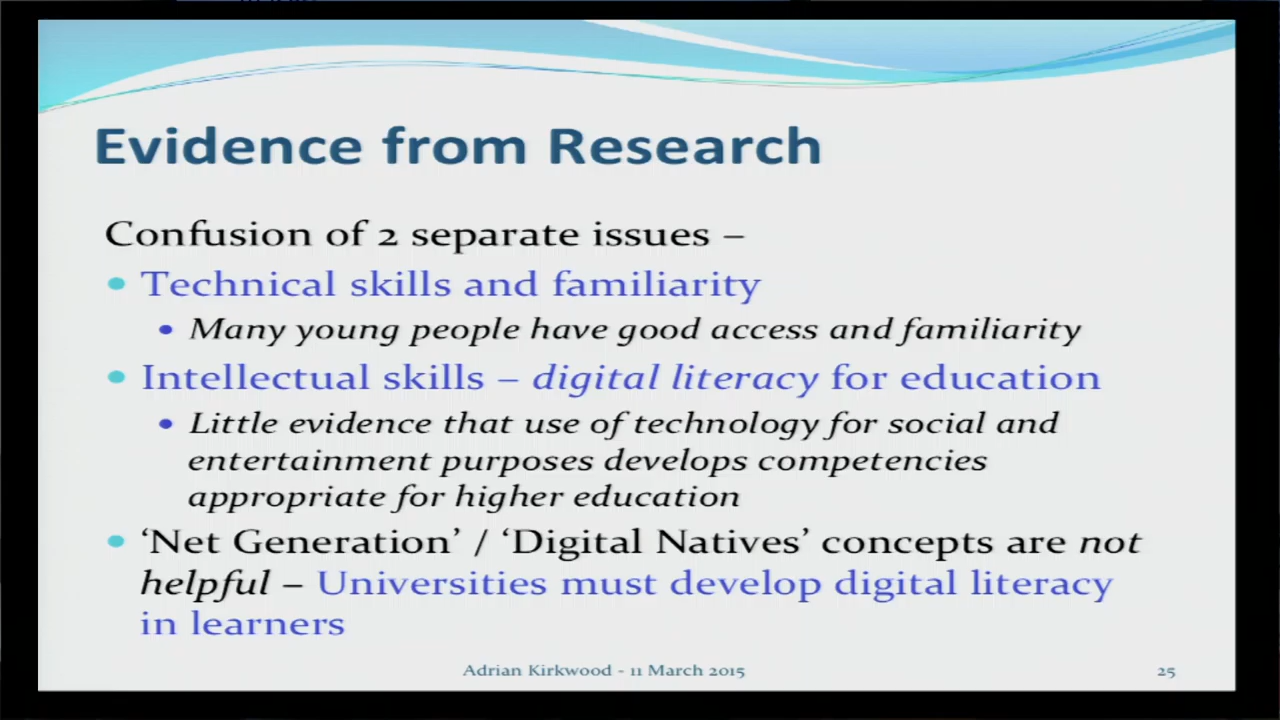 Evidence from Research
Confusion of 2 separate issues –
• Technical skills and familiarity
• Many young people have good access and familiarity
• Intellectual skills – digital literacy for education
• Little evidence that use of technology for social and
entertainment purposes develops competencies
appropriate for higher education
• ‘Net Generation’ / ‘Digital Natives’ concepts are not
helpful – Universities must develop digital literacy
in learners
Adrian Kirkwood - 11 March 2015
25